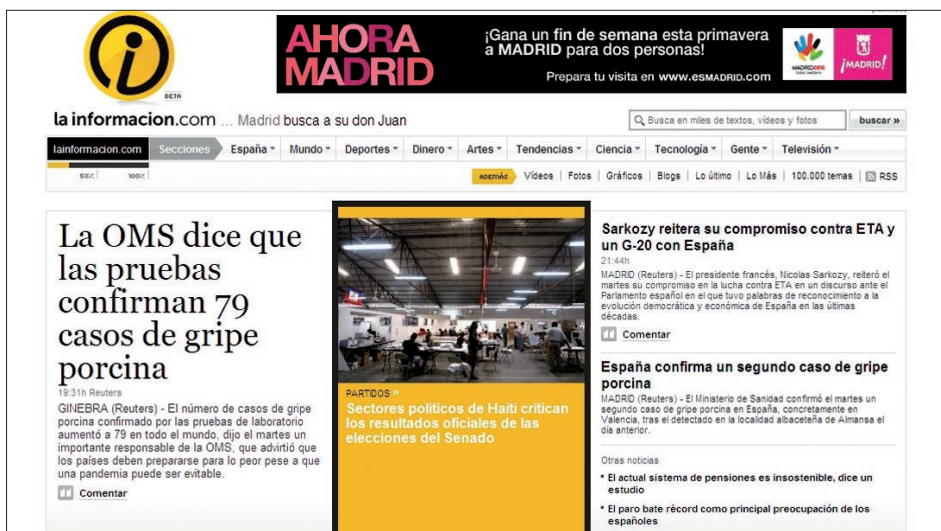 BETA
AHORA
MADRID
¡Gana un fin de semana esta primavera
a MADRID para dos personas!
Prepara tu visita en www.ESMADRID.com
¡MADRID!
la informacion.com ... Madrid busca a su don Juan
Busca en miles de textos, vídeos y fotos
buscar »
lainformacion.com Secciones España Mundo Deportes Dinero Artes Tendencias Ciencia Tecnología Gente Televisión
50% 100%
ADEMÁS Vídeos | Fotos | Gráficos | Blogs | Lo último | Lo Más | 100.000 temas | RSS
La OMS dice que
las pruebas
confirman 79
casos de gripe
porcina
19:31h Reuters
GINEBRA (Reuters) - El número de casos de gripe
porcina confirmado por las pruebas de laboratorio
aumentó a 79 en todo el mundo, dijo el martes un
importante responsable de la OMS, que advirtió que
los países deben prepararse para lo peor pese a que
una pandemia puede ser evitable.
Comentar
PARTIDOS »
Sectores políticos de Haití critican
los resultados oficiales de las
elecciones del Senado
Sarkozy reitera su compromiso contra ETA y
un G-20 con España
21:44h
MADRID (Reuters) - El presidente francés, Nicolas Sarkozy, reiteró el
martes su compromiso en la lucha contra ETA en un discurso ante el
Parlamento español en el que tuvo palabras de reconocimiento a la
evolución democrática y económica de España en las últimas
décadas.
Comentar
España confirma un segundo caso de gripe
porcina
MADRID (Reuters) - El Ministerio de Sanidad confirmó el martes un
segundo caso de gripe porcina en España, concretamente en
Valencia, tras el detectado en la localidad albaceteña de Almansa el
día anterior.
Otras noticias
El actual sistema de pensiones es insostenible, dice un
estudio
El paro bate récord como principal preocupación de los
españoles